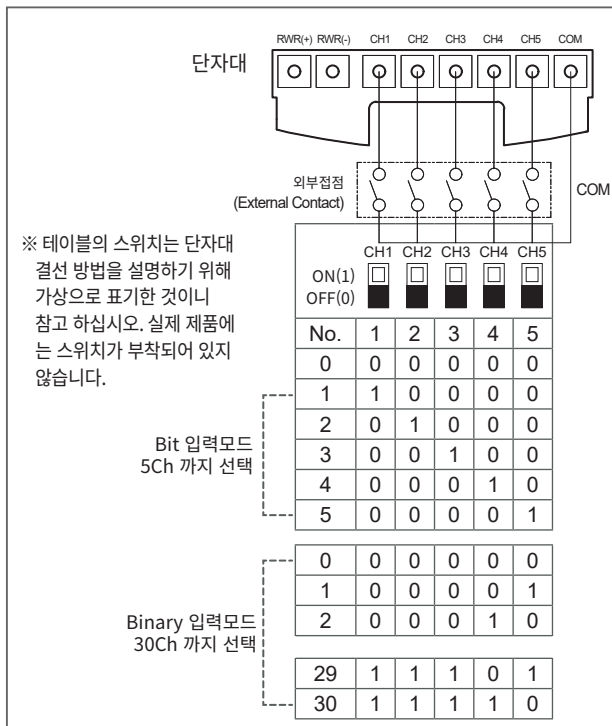 RWR(+) RWR(-) CH1 CH2 CH3 CH4 CH5 COM
단자대
외부접점
(External Contact)
COM
※ 테이블의 스위치는 단자대
결선 방법을 설명하기 위해
가상으로 표기한 것이니
참고 하십시오. 실제 제품에
는 스위치가 부착되어 있지
않습니다.
CH1 CH2 CH3 CH4 CH5
ON(1)
OFF(0)
No. 1 2 3 4 5
0 0 0 0 0 0
1 1 0 0 0 0
2 0 1 0 0 0
3 0 0 1 0 0
4 0 0 0 1 0
5 0 0 0 0 1
Bit 입력모드
5Ch 까지 선택
0 0 0 0 0 0
1 0 0 0 0 1
2 0 0 0 1 0
Binary 입력모드
30Ch 까지 선택
29 1 1 1 0 1
30 1 1 1 1 0